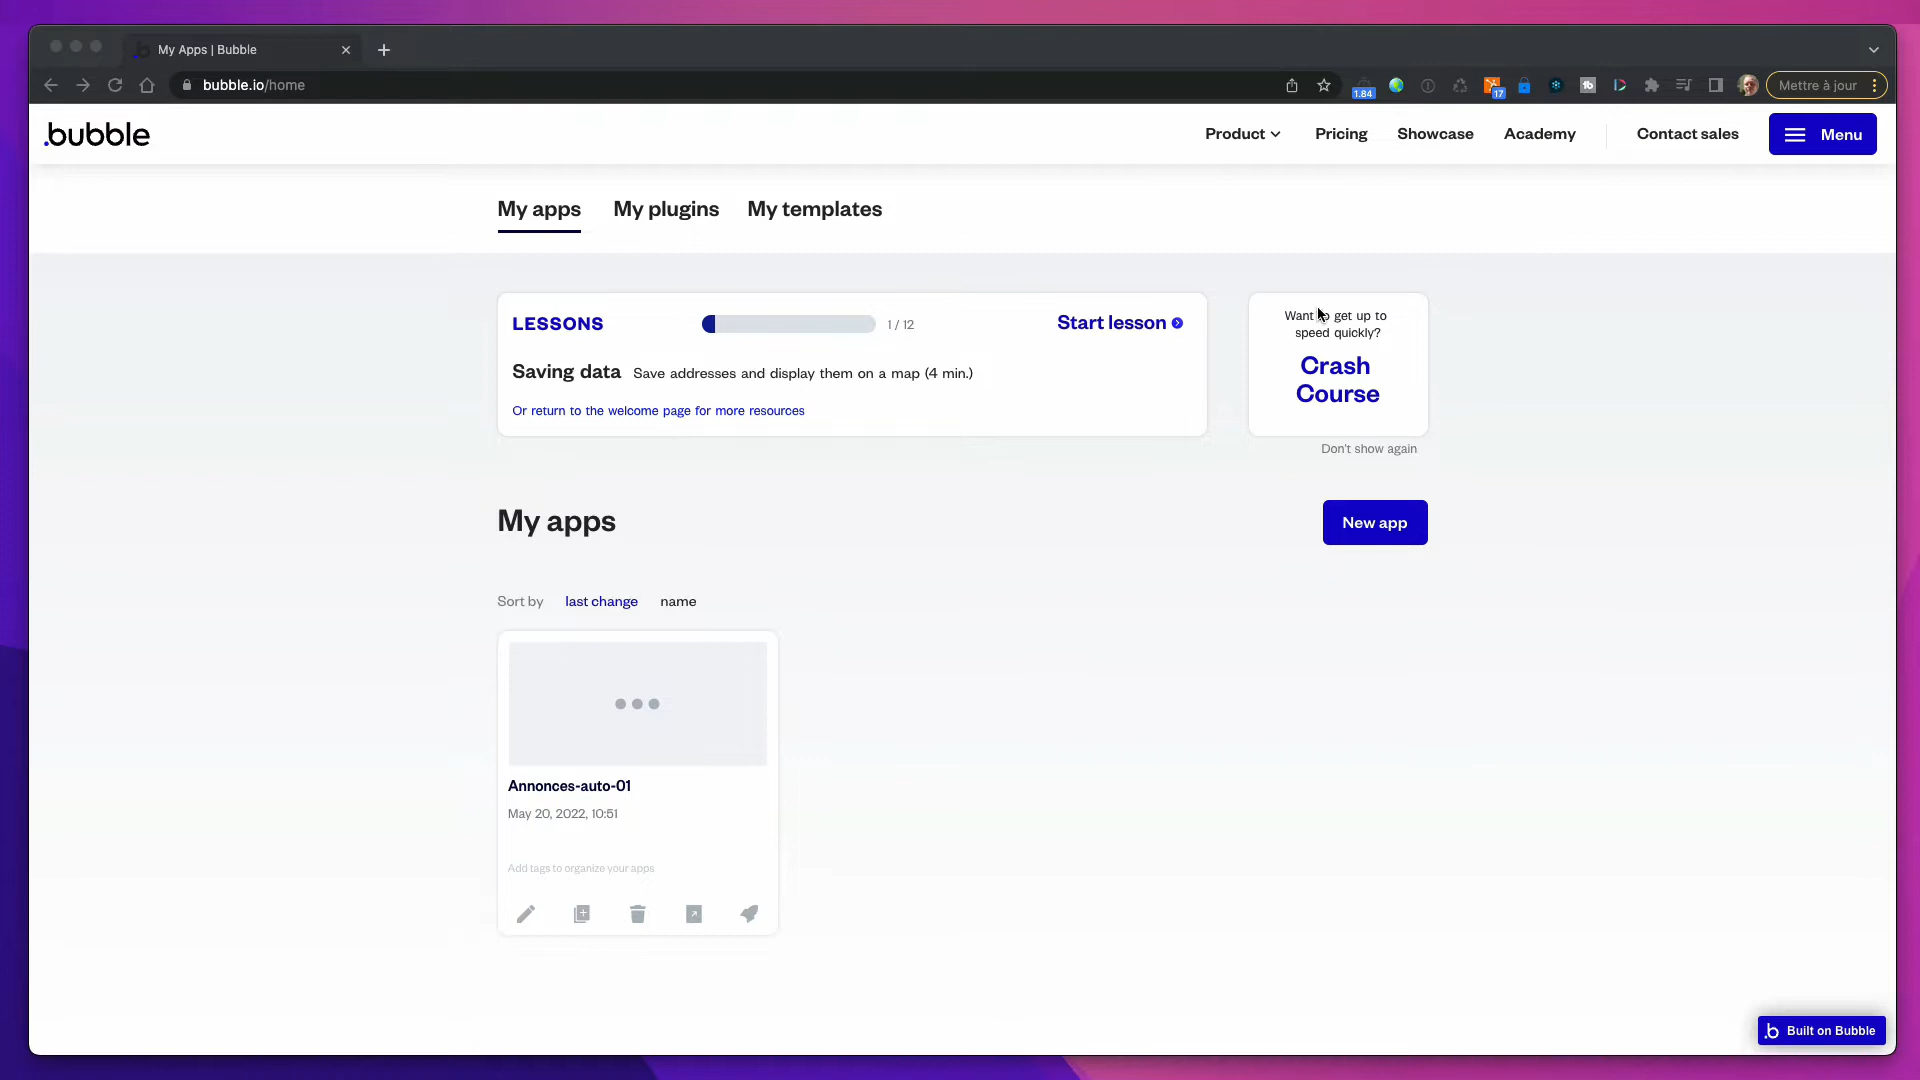 My Apps | Bubble
bubble.io/home
1.84
17
Mettre à jour
.bubble
Product
Pricing
Showcase
Academy
Contact sales
Menu
My apps
My plugins
My templates
LESSONS
1 / 12
Start lesson
Saving data Save addresses and display them on a map (4 min.)
Or return to the welcome page for more resources
Want to get up to
speed quickly?
Crash
Course
Don't show again
My apps
New app
Sort by last change name
Annonces-auto-01
May 20, 2022, 10:51
Add tags to organize your apps
Built on Bubble